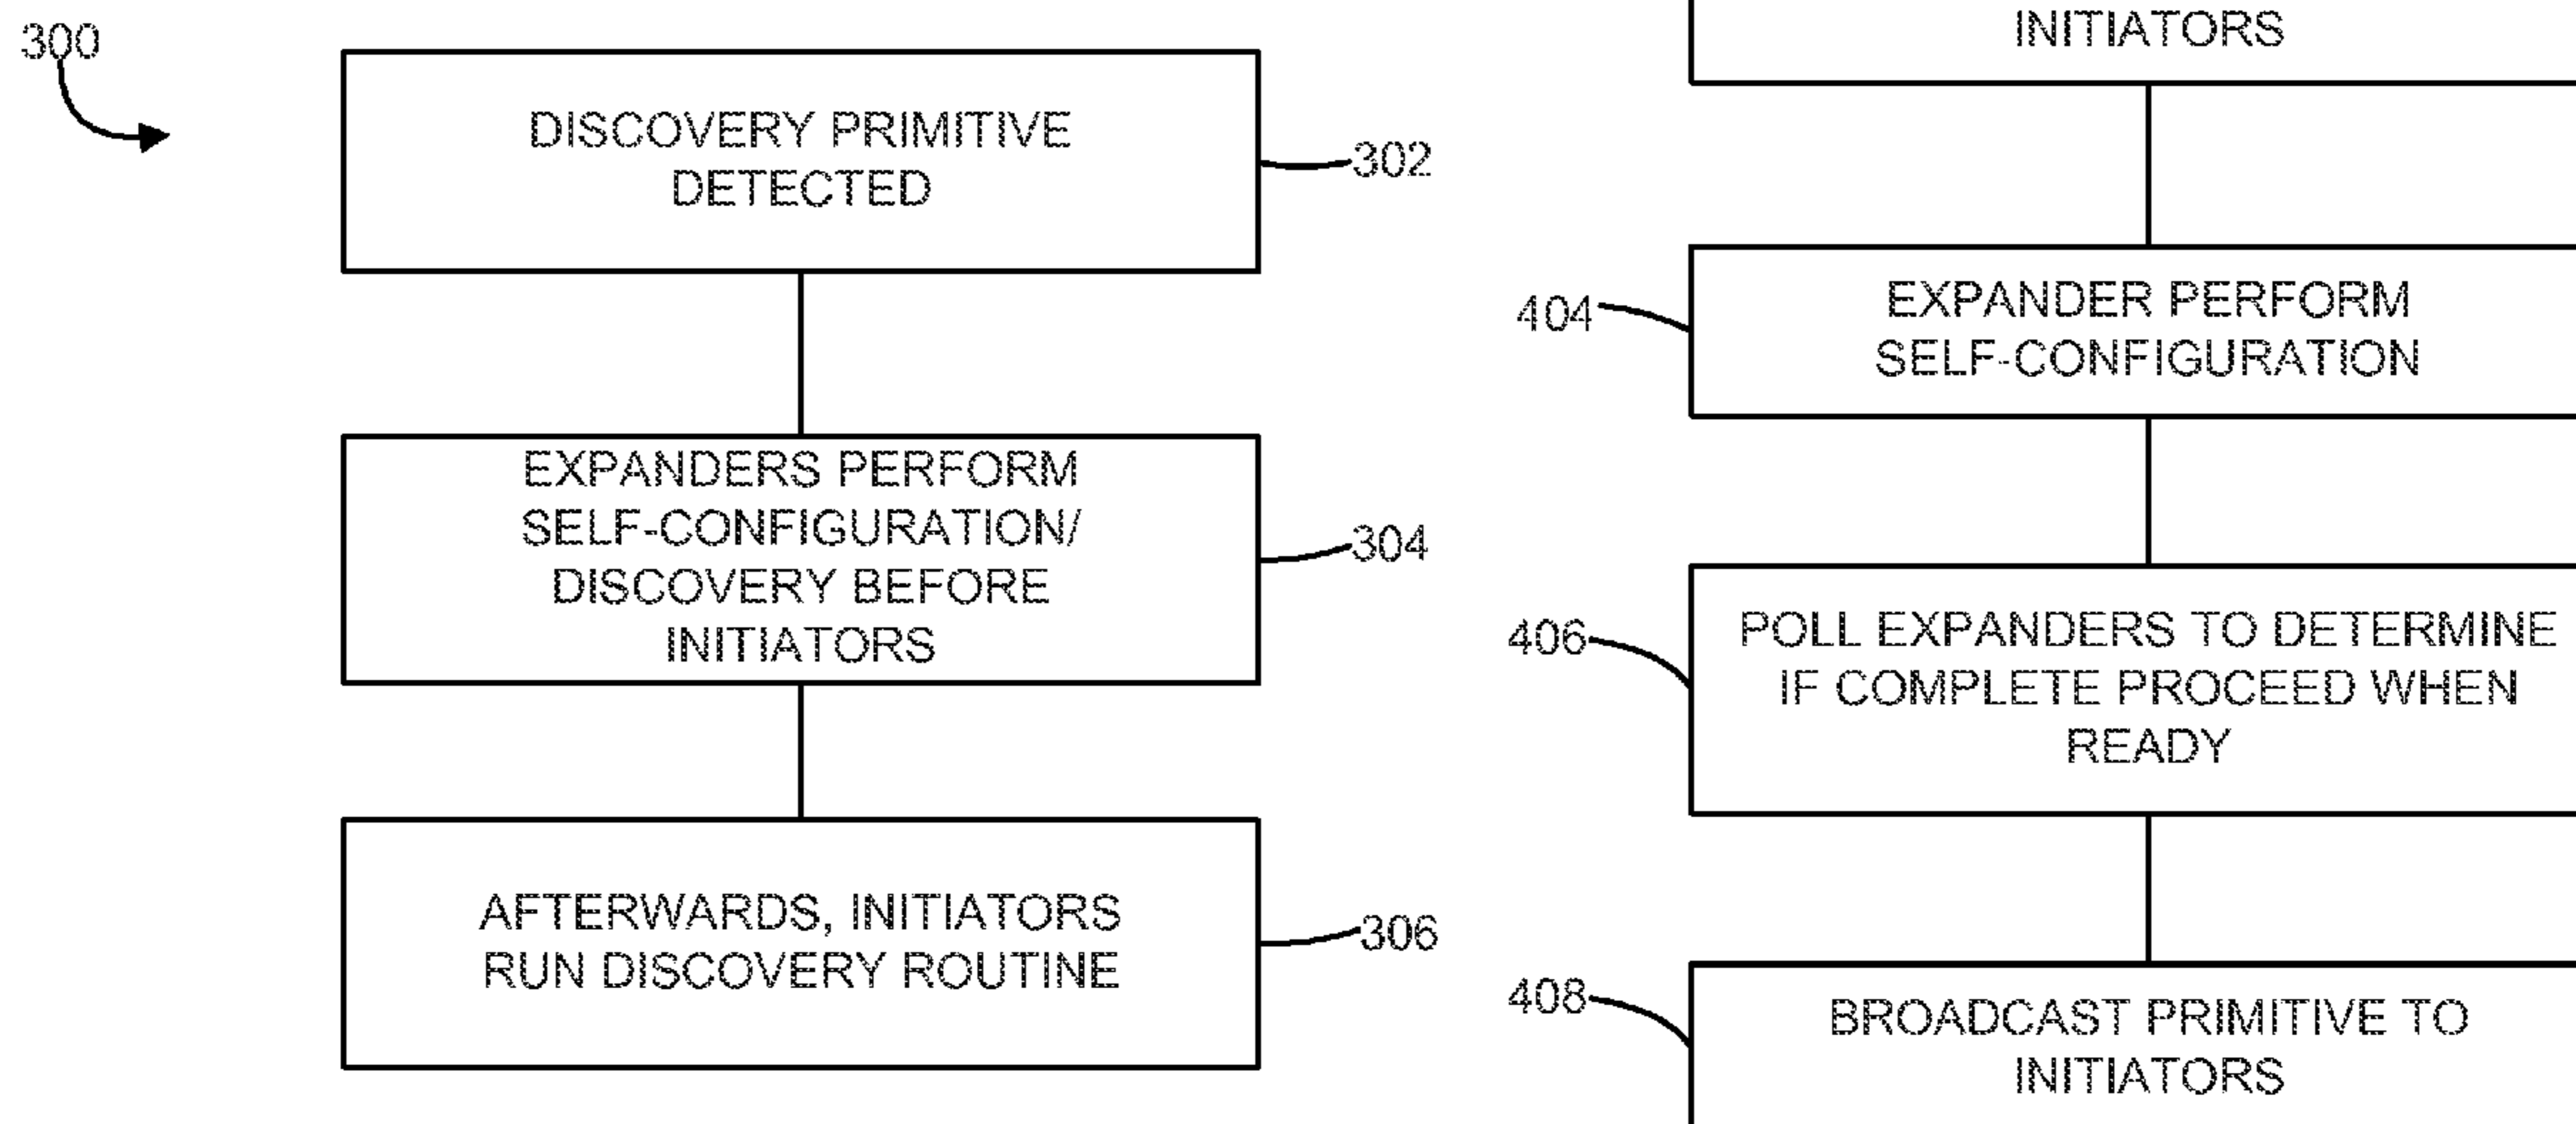 300
DISCOVERY PRIMITIVE
DETECTED
302
EXPANDERS PERFORM
SELF-CONFIGURATION/
DISCOVERY BEFORE
INITIATORS
304
AFTERWARDS, INITIATORS
RUN DISCOVERY ROUTINE
306
INITIATORS
404
EXPANDER PERFORM
SELF-CONFIGURATION
406
POLL EXPANDERS TO DETERMINE
IF COMPLETE PROCEED WHEN
READY
408
BROADCAST PRIMITIVE TO
INITIATORS